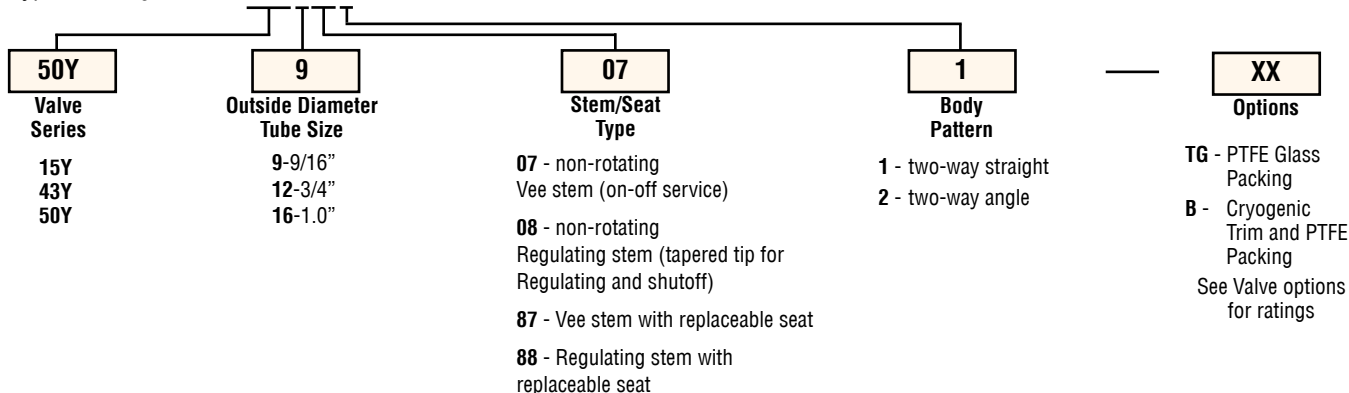 50Y
Valve
Series
15Y
43Y
50Y
9
Outside Diameter
Tube Size
9-9/16”
12-3/4”
16-1.0”
07
Stem/Seat
Type
07 - non-rotating
Vee stem (on-off service)
08 - non-rotating
Regulating stem (tapered tip for
Regulating and shutoff)
87 - Vee stem with replaceable seat
88 - Regulating stem with
replaceable seat
1
Body
Pattern
1 - two-way straight
2 - two-way angle
XX
Options
TG - PTFE Glass
Packing
B - Cryogenic
Trim and PTFE
Packing
See Valve options
for ratings